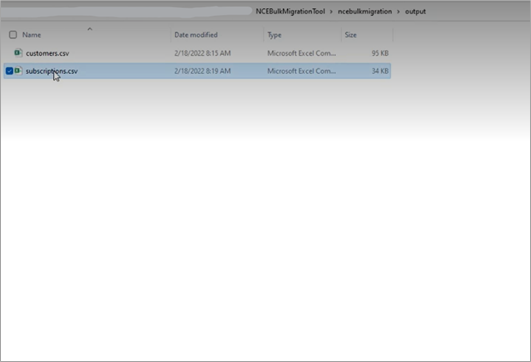 NCEBulkMigrationTool > ncebulkmigration > output
Name Date modified Type Size
customers.csv 2/18/2022 8:15 AM Microsoft Excel Com... 95 KB
subscriptions.csv 2/18/2022 8:19 AM Microsoft Excel Com... 34 KB